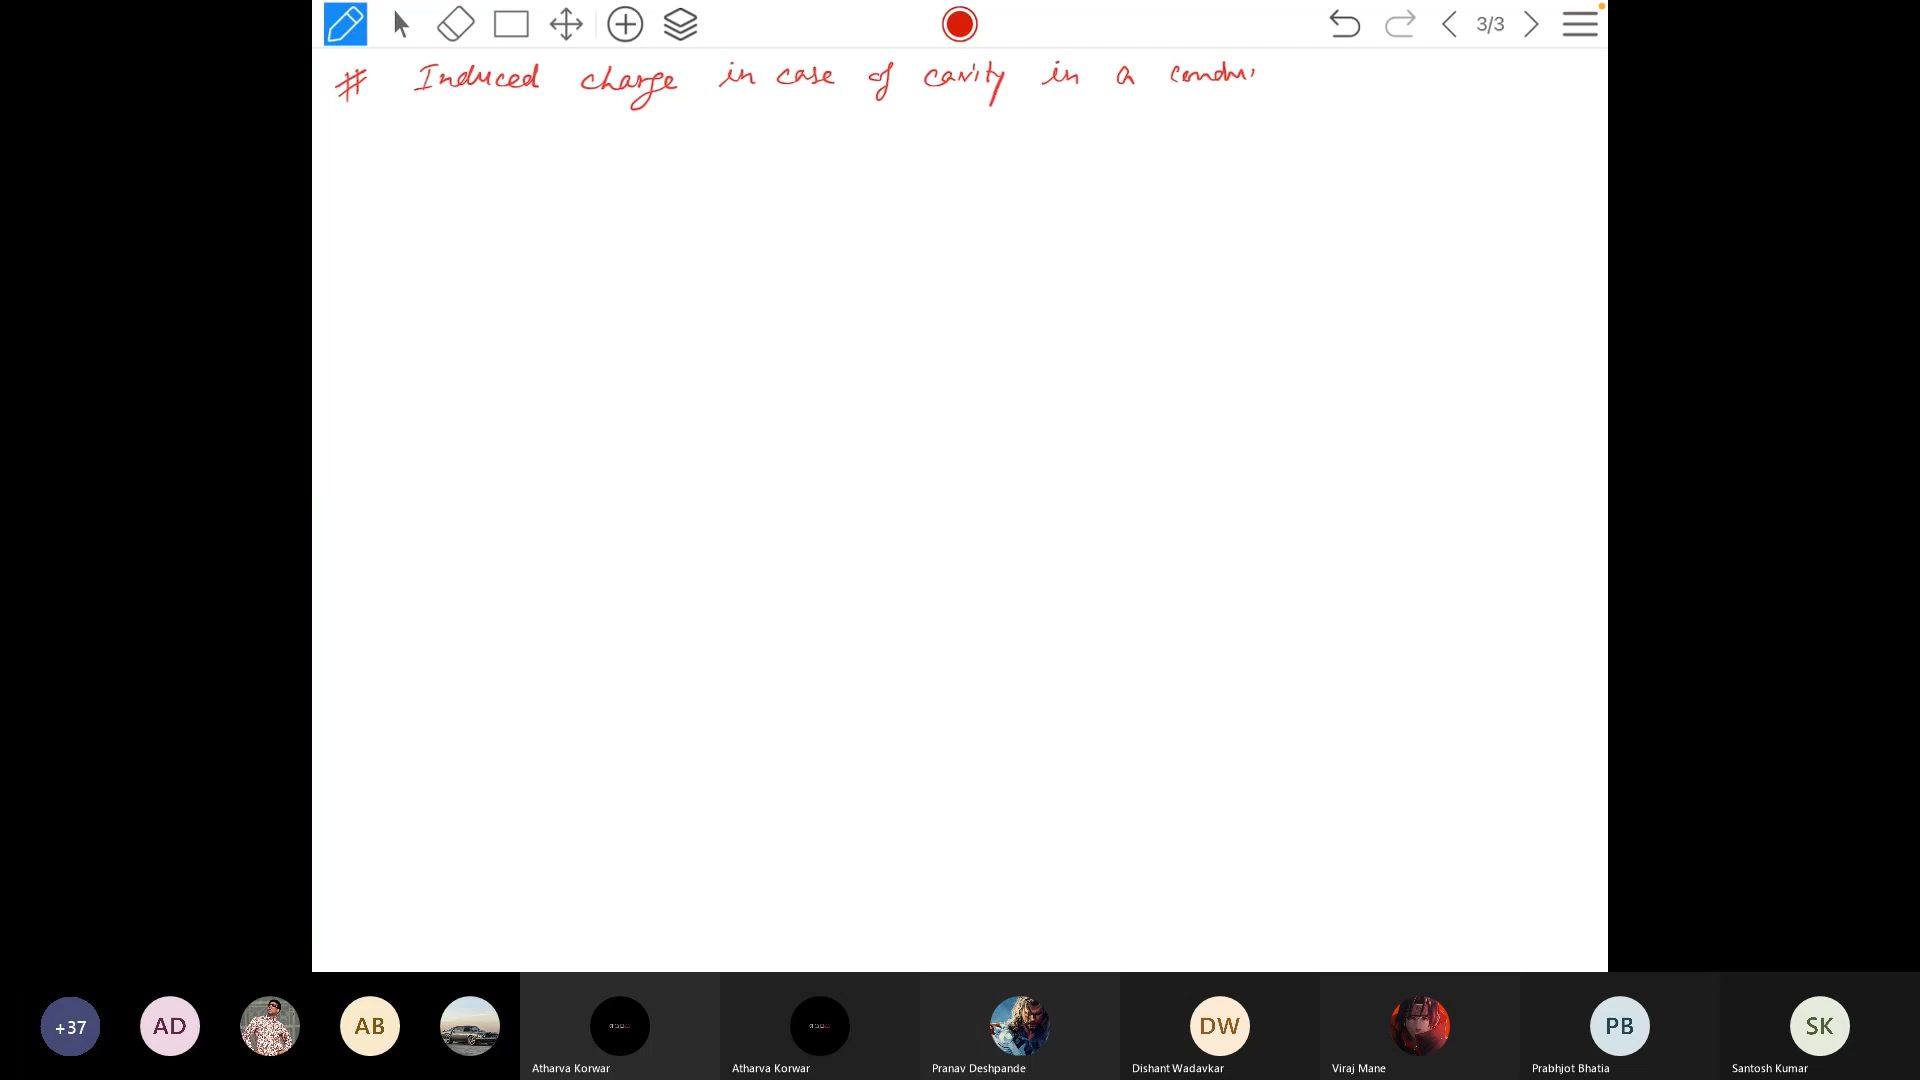 3/3
# Induced charge in case of cavity in a condu
+37
AD
AB
DW
PB
SK
Atharva Korwar
Atharva Korwar
Pranav Deshpande
Dishant Wadavkar
Viraj Mane
Prabhjot Bhatia
Santosh Kumar